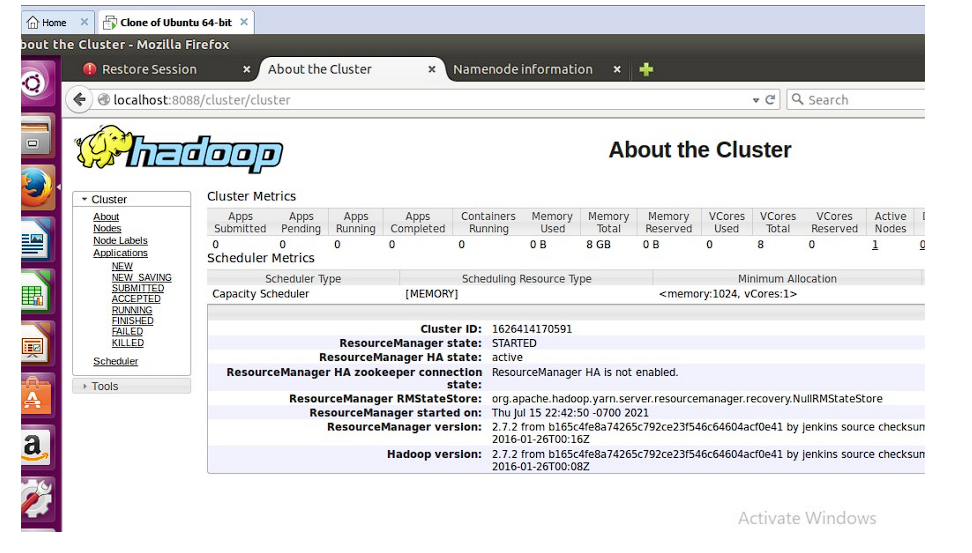 Home × Clone of Ubuntu 64-bit ×
bout the Cluster - Mozilla Firefox
Restore Session × About the Cluster × Namenode information ×
localhost:8088/cluster/cluster Search
hadoop
About the Cluster
Cluster
About
Nodes
Node Labels
Applications
NEW
NEW_SAVING
SUBMITTED
ACCEPTED
RUNNING
FINISHED
FAILED
KILLED
Scheduler
Tools
Cluster Metrics
Apps Submitted Apps Pending Apps Running Apps Completed Containers Running Memory Used Memory Total Memory Reserved VCores Used VCores Total VCores Reserved Active Nodes
0 0 0 0 0 0 B 8 GB 0 B 0 8 0 1 0
Scheduler Metrics
Scheduler Type Scheduling Resource Type Minimum Allocation
Capacity Scheduler [MEMORY] <memory:1024, vCores:1>
Cluster ID: 1626414170591
ResourceManager state: STARTED
ResourceManager HA state: active
ResourceManager HA zookeeper connection state: ResourceManager HA is not enabled.
ResourceManager RMStateStore: org.apache.hadoop.yarn.server.resourcemanager.recovery.NullRMStateStore
ResourceManager started on: Thu Jul 15 22:42:50 -0700 2021
ResourceManager version: 2.7.2 from b165c4fe8a74265c792ce23f546c64604acf0e41 by jenkins source checksum
2016-01-26T00:16Z
Hadoop version: 2.7.2 from b165c4fe8a74265c792ce23f546c64604acf0e41 by jenkins source checksum
2016-01-26T00:08Z
Activate Windows